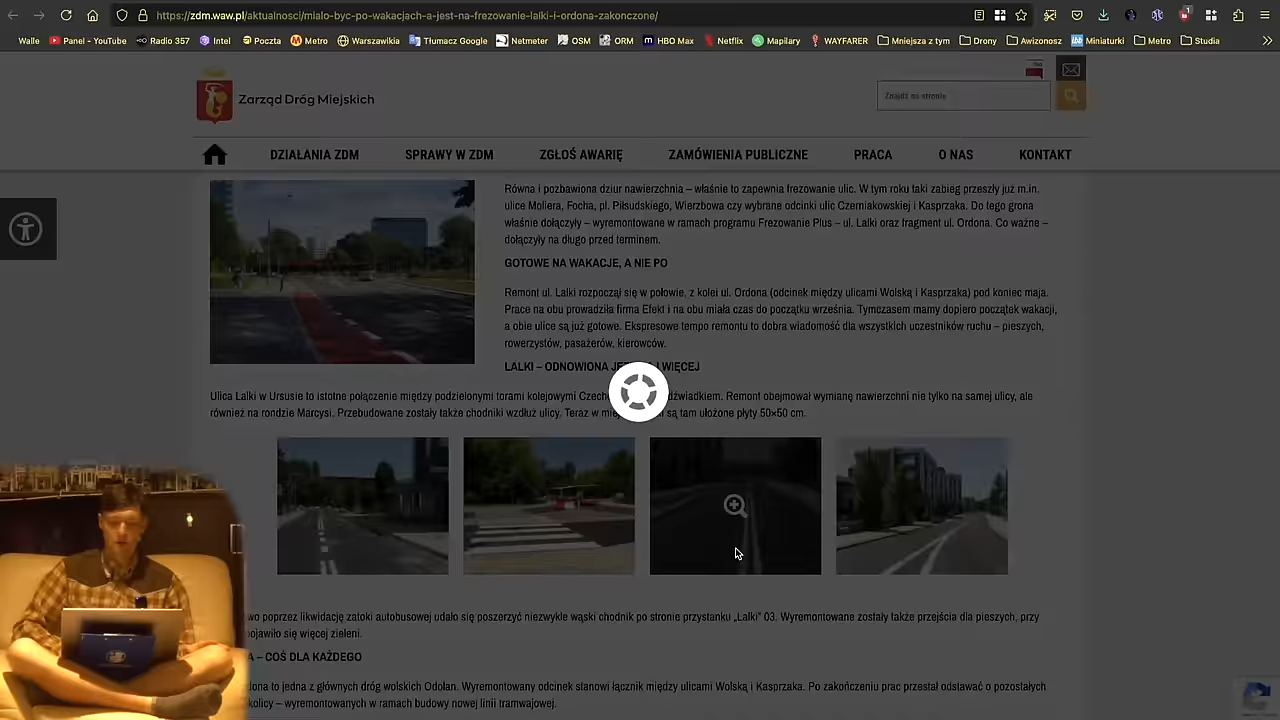 https://zdm.waw.pl/aktualnosci/mialo-byc-po-wakacjach-a-jest-na-frezowanie-lalki-i-ordona-zakonczone/
Walle Panel - YouTube Radio 357 Intel Poczta Metro Warszawikia Tłumacz Google Netmeter OSM ORM HBO Max Netflix Mapilary WAYFARER Mniejsza z tym Drony Awizonosz Miniaturki Metro Studia
Zarząd Dróg Miejskich
Znajdź na stronie
DZIAŁANIA ZDM SPRAWY W ZDM ZGŁOŚ AWARIĘ ZAMÓWIENIA PUBLICZNE PRACA O NAS KONTAKT
Równa i pozbawiona dziur nawierzchnia – właśnie to zapewnia frezowanie ulic. W tym roku taki zabieg przeszły już m.in.
ulice Moliera, Focha, pl. Piłsudskiego, Wierzbowa czy wybrane odcinki ulic Czerniakowskiej i Kasprzaka. Do tego grona
właśnie dołączyły – wyremontowane w ramach programu Frezowanie Plus – ul. Lalki oraz fragment ul. Ordona. Co ważne –
dołączyły na długo przed terminem.
GOTOWE NA WAKACJE, A NIE PO
Remont ul. Lalki rozpoczął się w połowie, z kolei ul. Ordona (odcinek między ulicami Wolską i Kasprzaka) pod koniec maja.
Prace na obu prowadziła firma Efekt i na obu miała czas do początku września. Tymczasem mamy dopiero początek wakacji,
a obie ulice są już gotowe. Ekspresowe tempo remontu to dobra wiadomość dla wszystkich uczestników ruchu – pieszych,
rowerzystów, pasażerów, kierowców.
LALKI – ODNOWIONA I WIĘCEJ
Ulica Lalki w Ursusie to istotne połączenie między podzielonymi torami kolejowymi Remont obejmował wymianę nawierzchni nie tylko na samej ulicy, ale
również na rondzie Marcysi. Przebudowane zostały także chodniki wzdłuż ulicy. Teraz w są tam ułożone płyty 50×50 cm.
poprzez likwidację zatoki autobusowej udało się poszerzyć niezwykle wąski chodnik po stronie przystanku „Lalki” 03. Wyremontowane zostały także przejścia dla pieszych, przy
pojawiło się więcej zieleni.
– COŚ DLA KAŻDEGO
to jedna z głównych dróg wolskich Odolan. Wyremontowany odcinek stanowi łącznik między ulicami Wolską i Kasprzaka. Po zakończeniu prac przestał odstawać o pozostałych
– wyremontowanych w ramach budowy nowej linii tramwajowej.